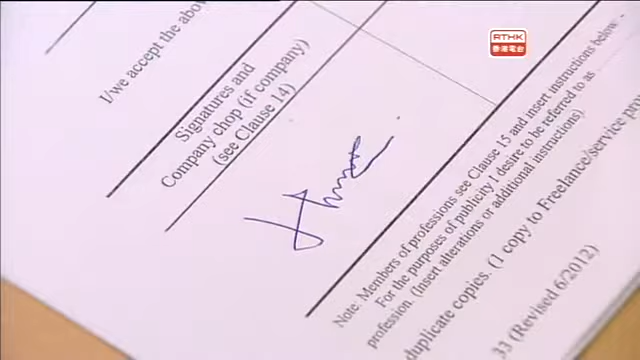 RTHK
香港電台
I/we accept the abov
Signatures and
Company chop (if company)
(see Clause 14)
Note: Members of professions see Clause 15 and insert instructions below -
For the purposes of publicity I desire to be referred to as
profession. (Insert alterations or additional instructions).
duplicate copies. (1 copy to Freelance/service pro
33 (Revised 6/2012)